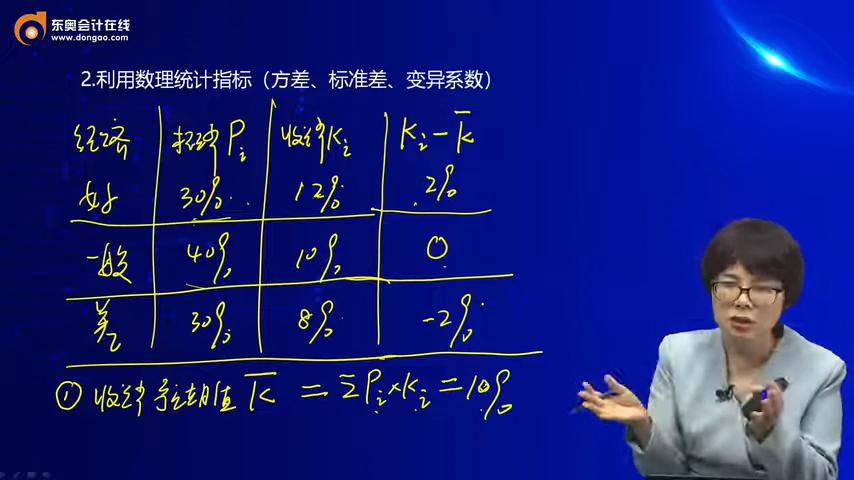 东奥会计在线
www.dongao.com
2.利用数理统计指标（方差、标准差、变异系数）
经济 概率Pi 收益率Ki Ki-K̅
好 30% 12% 2%
一般 40% 10% 0
差 30% 8% -2%
① 收益率预期值 K̅ = ΣPi×Ki = 10%